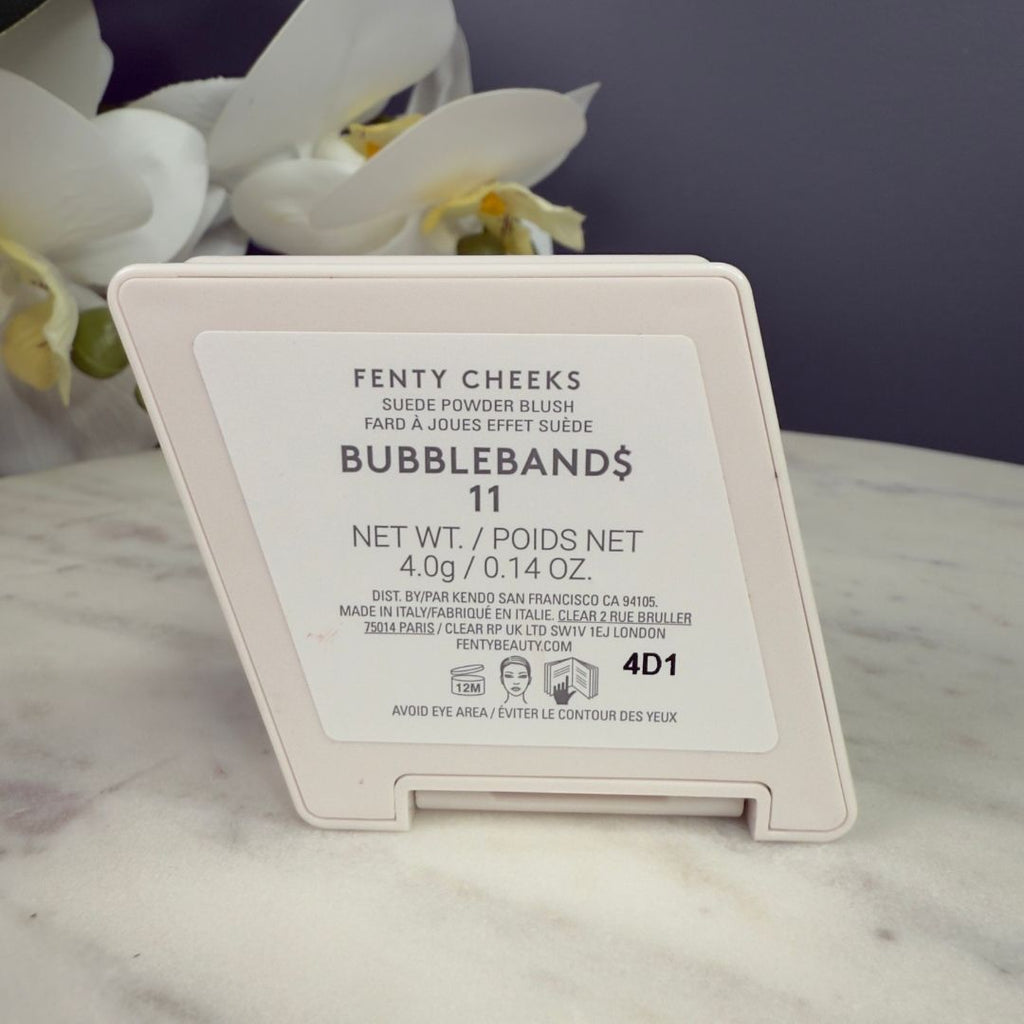 FENTY CHEEKS
SUEDE POWDER BLUSH
FARD À JOUES EFFET SUÈDE
BUBBLEBAND$
11
NET WT. / POIDS NET
4.0g / 0.14 OZ.
DIST. BY/PAR KENDO SAN FRANCISCO CA 94105.
MADE IN ITALY/FABRIQUÉ EN ITALIE. CLEAR 2 RUE BRULLER
75014 PARIS / CLEAR RP UK LTD SW1V 1EJ LONDON
FENTYBEAUTY.COM
12M
4D1
AVOID EYE AREA / ÉVITER LE CONTOUR DES YEUX